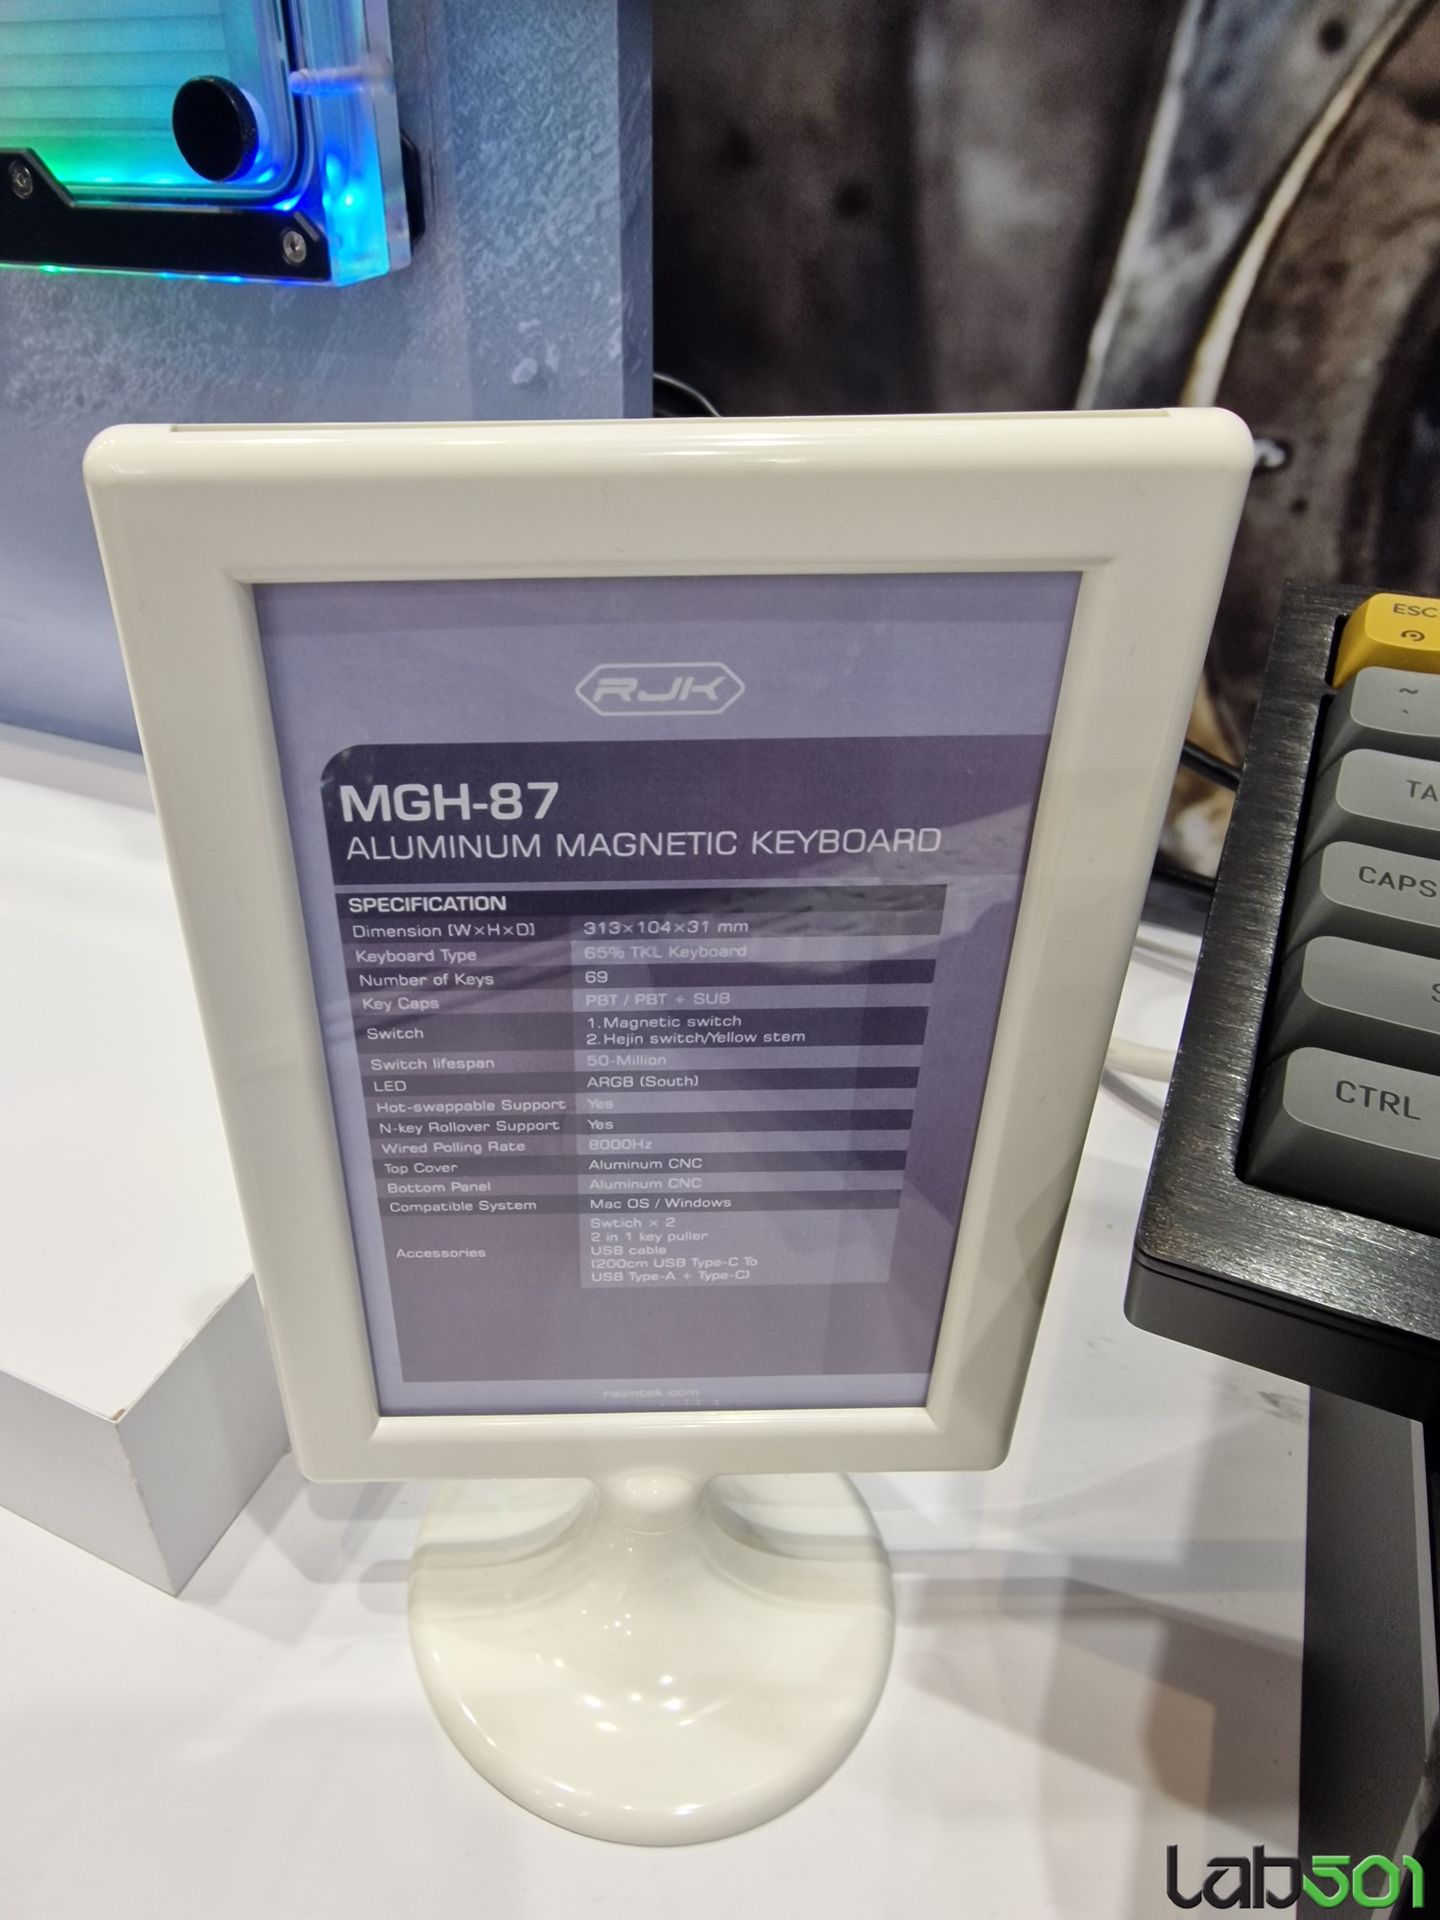 RJK
MGH-87
ALUMINUM MAGNETIC KEYBOARD
SPECIFICATION
Dimension [W×H×D] 313×104×31 mm
Keyboard Type 65% TKL Keyboard
Number of Keys 69
Key Caps PBT / PBT + SUB
Switch 1.Magnetic switch
2.Hejin switch/Yellow stem
Switch lifespan 50-Million
LED ARGB (South)
Hot-swappable Support Yes
N-key Rollover Support Yes
Wired Polling Rate 8000Hz
Top Cover Aluminum CNC
Bottom Panel Aluminum CNC
Compatible System Mac OS / Windows
Accessories Swtich × 2
2 in 1 key puller
USB cable
(200cm USB Type-C To
USB Type-A + Type-C)
raijintek.com
ESC
~
`
TA
CAPS
S
CTRL
Lab501